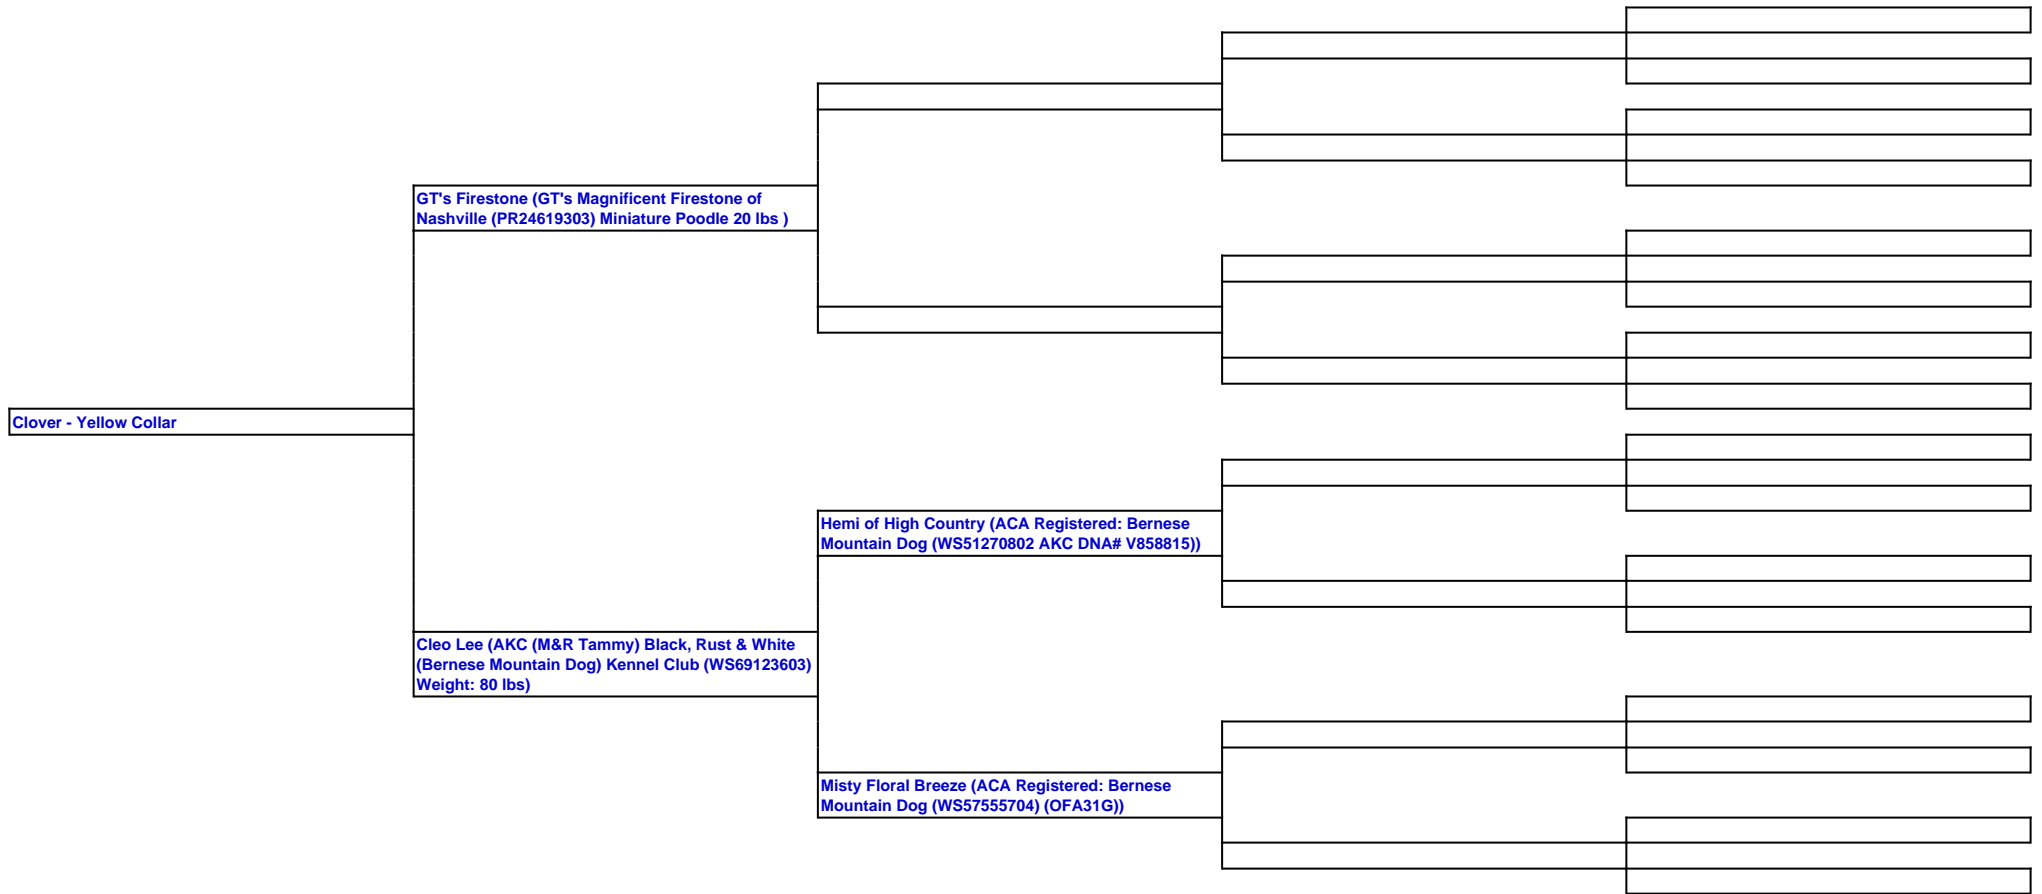 GT's Firestone (GT's Magnificent Firestone of
Nashville (PR24619303) Miniature Poodle 20 lbs )
Clover - Yellow Collar
Hemi of High Country (ACA Registered: Bernese
Mountain Dog (WS51270802 AKC DNA# V858815))
Cleo Lee (AKC (M&R Tammy) Black, Rust & White
(Bernese Mountain Dog) Kennel Club (WS69123603)
Weight: 80 lbs)
Misty Floral Breeze (ACA Registered: Bernese
Mountain Dog (WS57555704) (OFA31G))